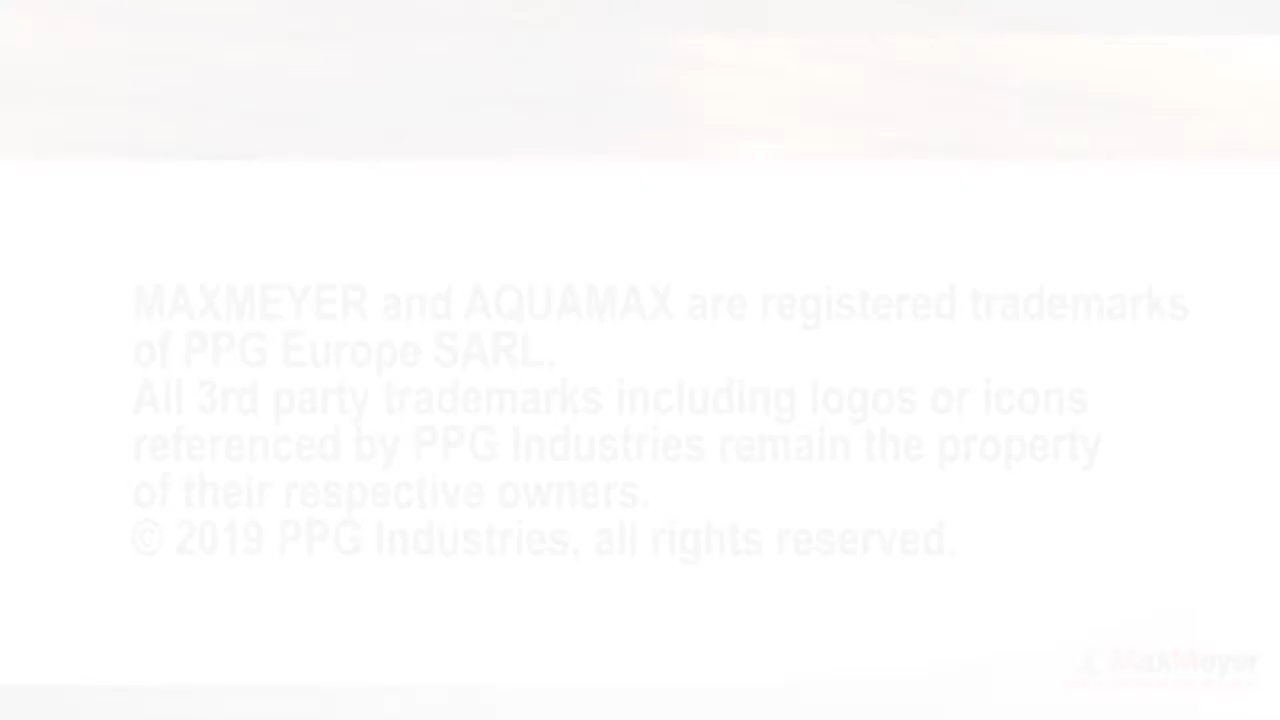 MAXMEYER and AQUAMAX are registered trademarks
of PPG Europe SARL.
All 3rd party trademarks including logos or icons
referenced by PPG Industries remain the property
of their respective owners.
© 2019 PPG Industries, all rights reserved.
MaxMeyer